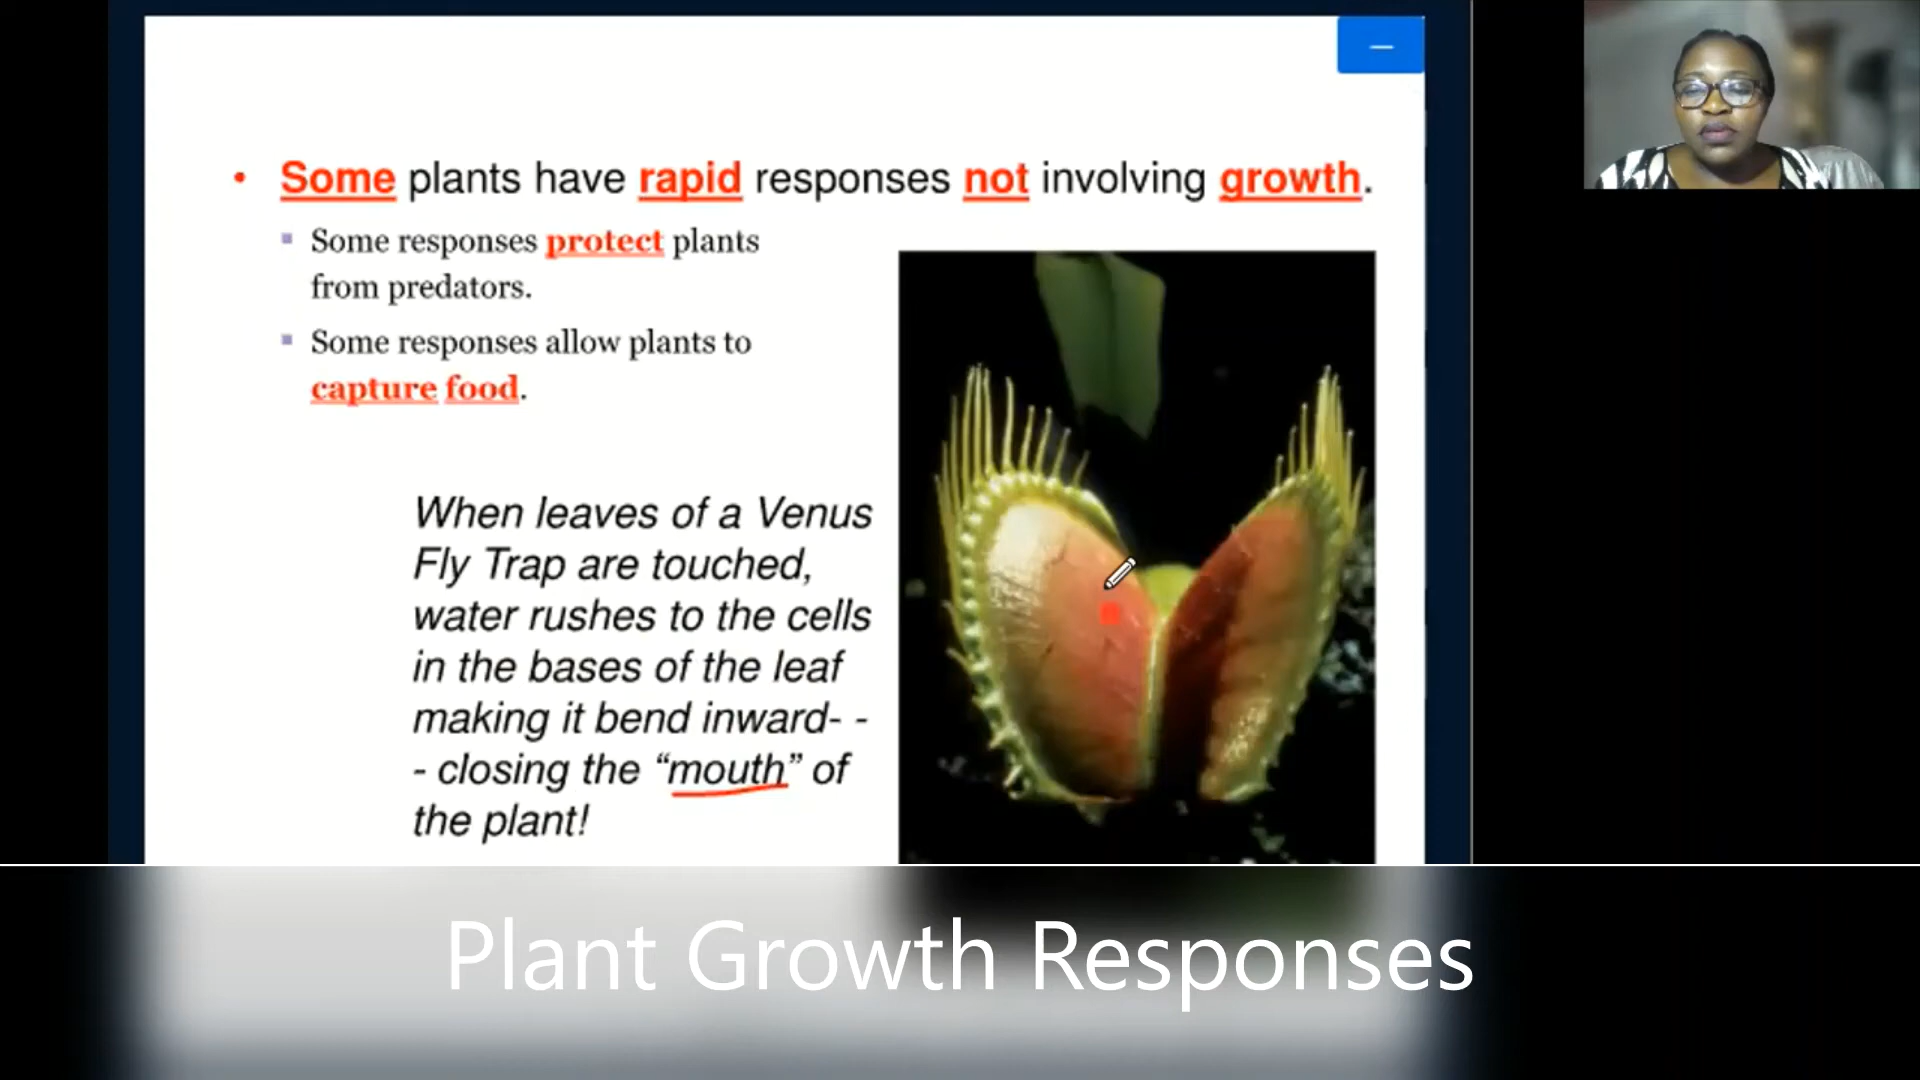 • Some plants have rapid responses not involving growth.
▪ Some responses protect plants
from predators.
▪ Some responses allow plants to
capture food.
When leaves of a Venus
Fly Trap are touched,
water rushes to the cells
in the bases of the leaf
making it bend inward- -
- closing the “mouth” of
the plant!
Plant Growth Responses